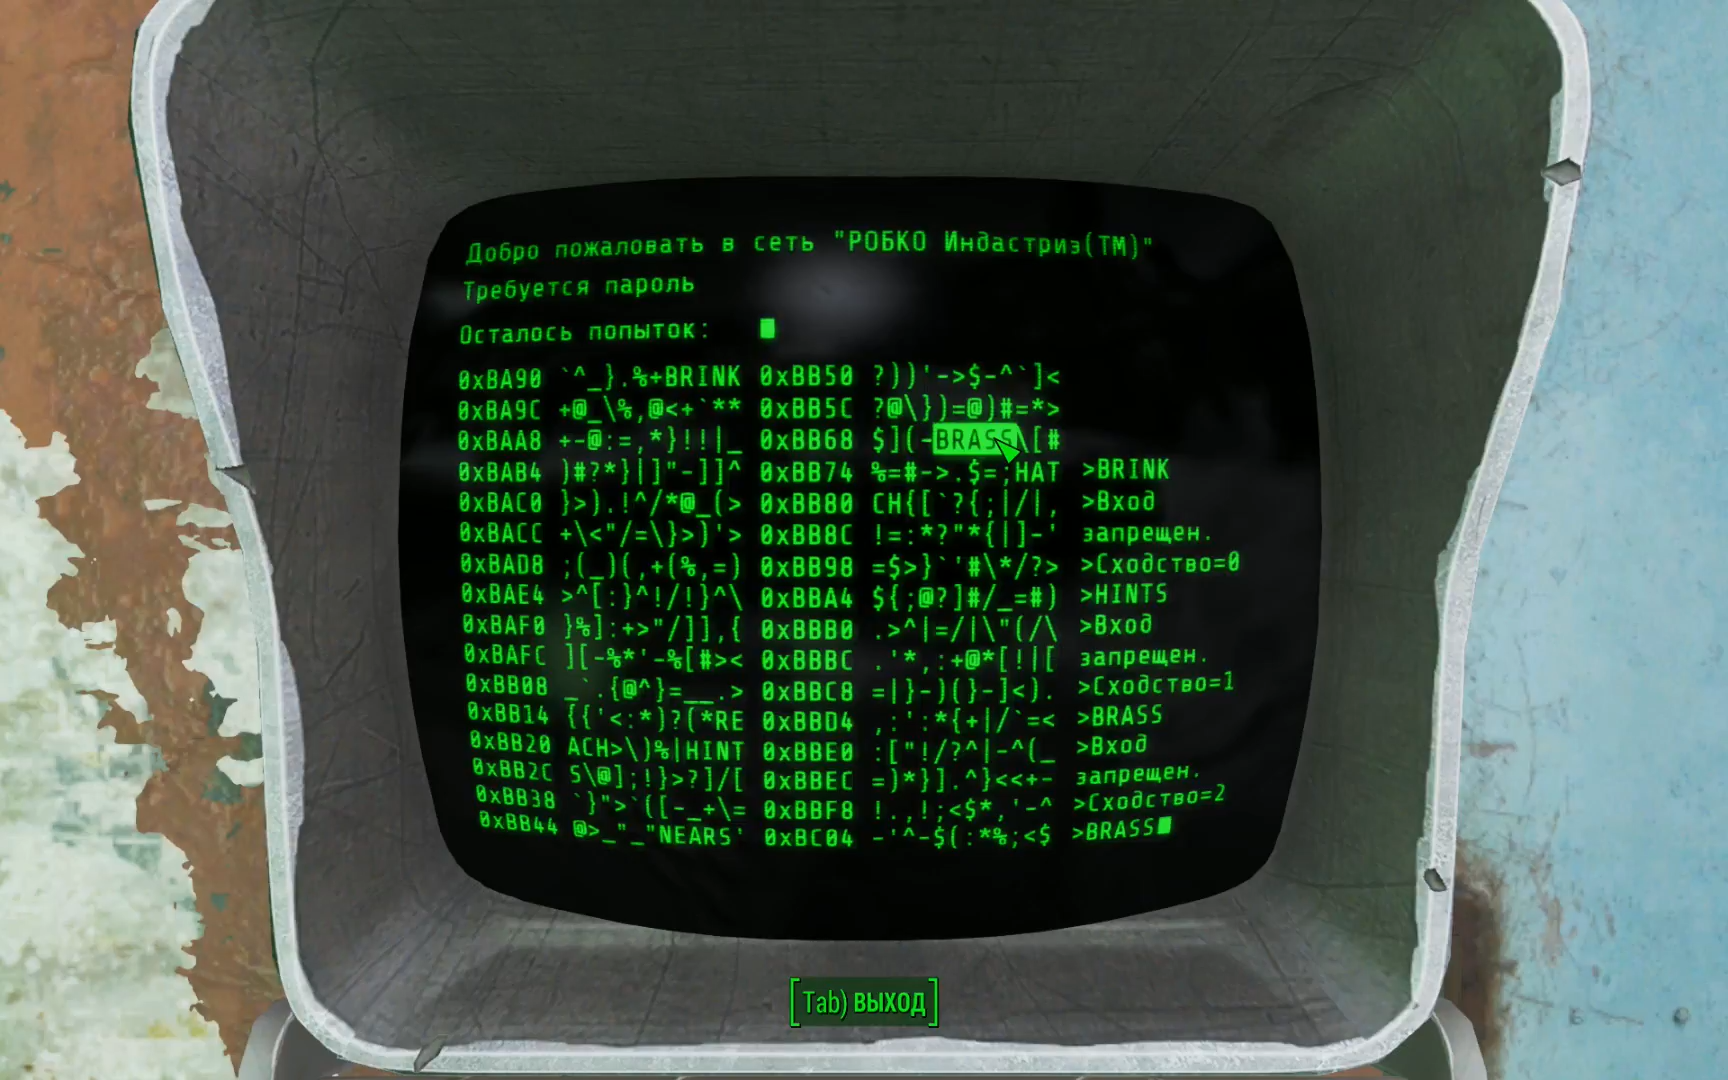 Добро пожаловать в сеть "РОБКО Индастриз(ТМ)"
Требуется пароль
Осталось попыток: █
0xBA90 `^_}.%+BRINK 0xBB50 ?))'->$-^`]<
0xBA9C +@_\%,@<+`** 0xBB5C ?@\})=@)#=*>
0xBAA8 +-@:=,*}!!|_ 0xBB68 $](-BRASS\[#
0xBAB4 )#?*}|]"-]]^ 0xBB74 %=#->.$=;HAT >BRINK
0xBAC0 }>).!^/*@_(> 0xBB80 CH{[`?{;|/|, >Вход
0xBACC +\<"/=\}>)'> 0xBB8C !=:*?"*{|]-' запрещен.
0xBAD8 ;(_)(,+(%,=) 0xBB98 =$>}`'#\*/?> >Сходство=0
0xBAE4 >^[:}^!/!}^\ 0xBBA4 ${;@?]#/_=#) >HINTS
0xBAF0 }%]:+>"/]],{ 0xBBB0 .>^|=/|\"(/\ >Вход
0xBAFC ][-%*'-%[#>< 0xBBBC .'*,:+@*[!|[ запрещен.
0xBB08 _`.{@^}=__.> 0xBBC8 =|}-)(}-]<). >Сходство=1
0xBB14 {{'<:*)?(*RE 0xBBD4 ,:':*{+|/`=< >BRASS
0xBB20 ACH>\)%|HINT 0xBBE0 :["!/?^|-^(_ >Вход
0xBB2C S\@];!}>?]/[ 0xBBEC =)*}].^}<<+- запрещен.
0xBB38 `}">`([-_+\= 0xBBF8 !.,!;<$*,'-^ >Сходство=2
0xBB44 @>_"_"NEARS' 0xBC04 -'^-$(:*%;<$ >BRASS█
[Tab) ВЫХОД]